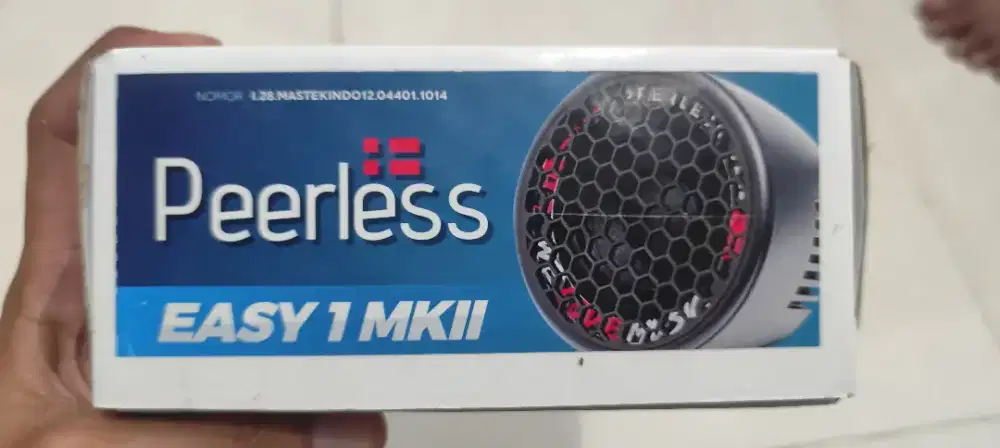 NOMOR I.28.MASTEKINDO12.04401.1014
Peerless
EASY 1 MKII